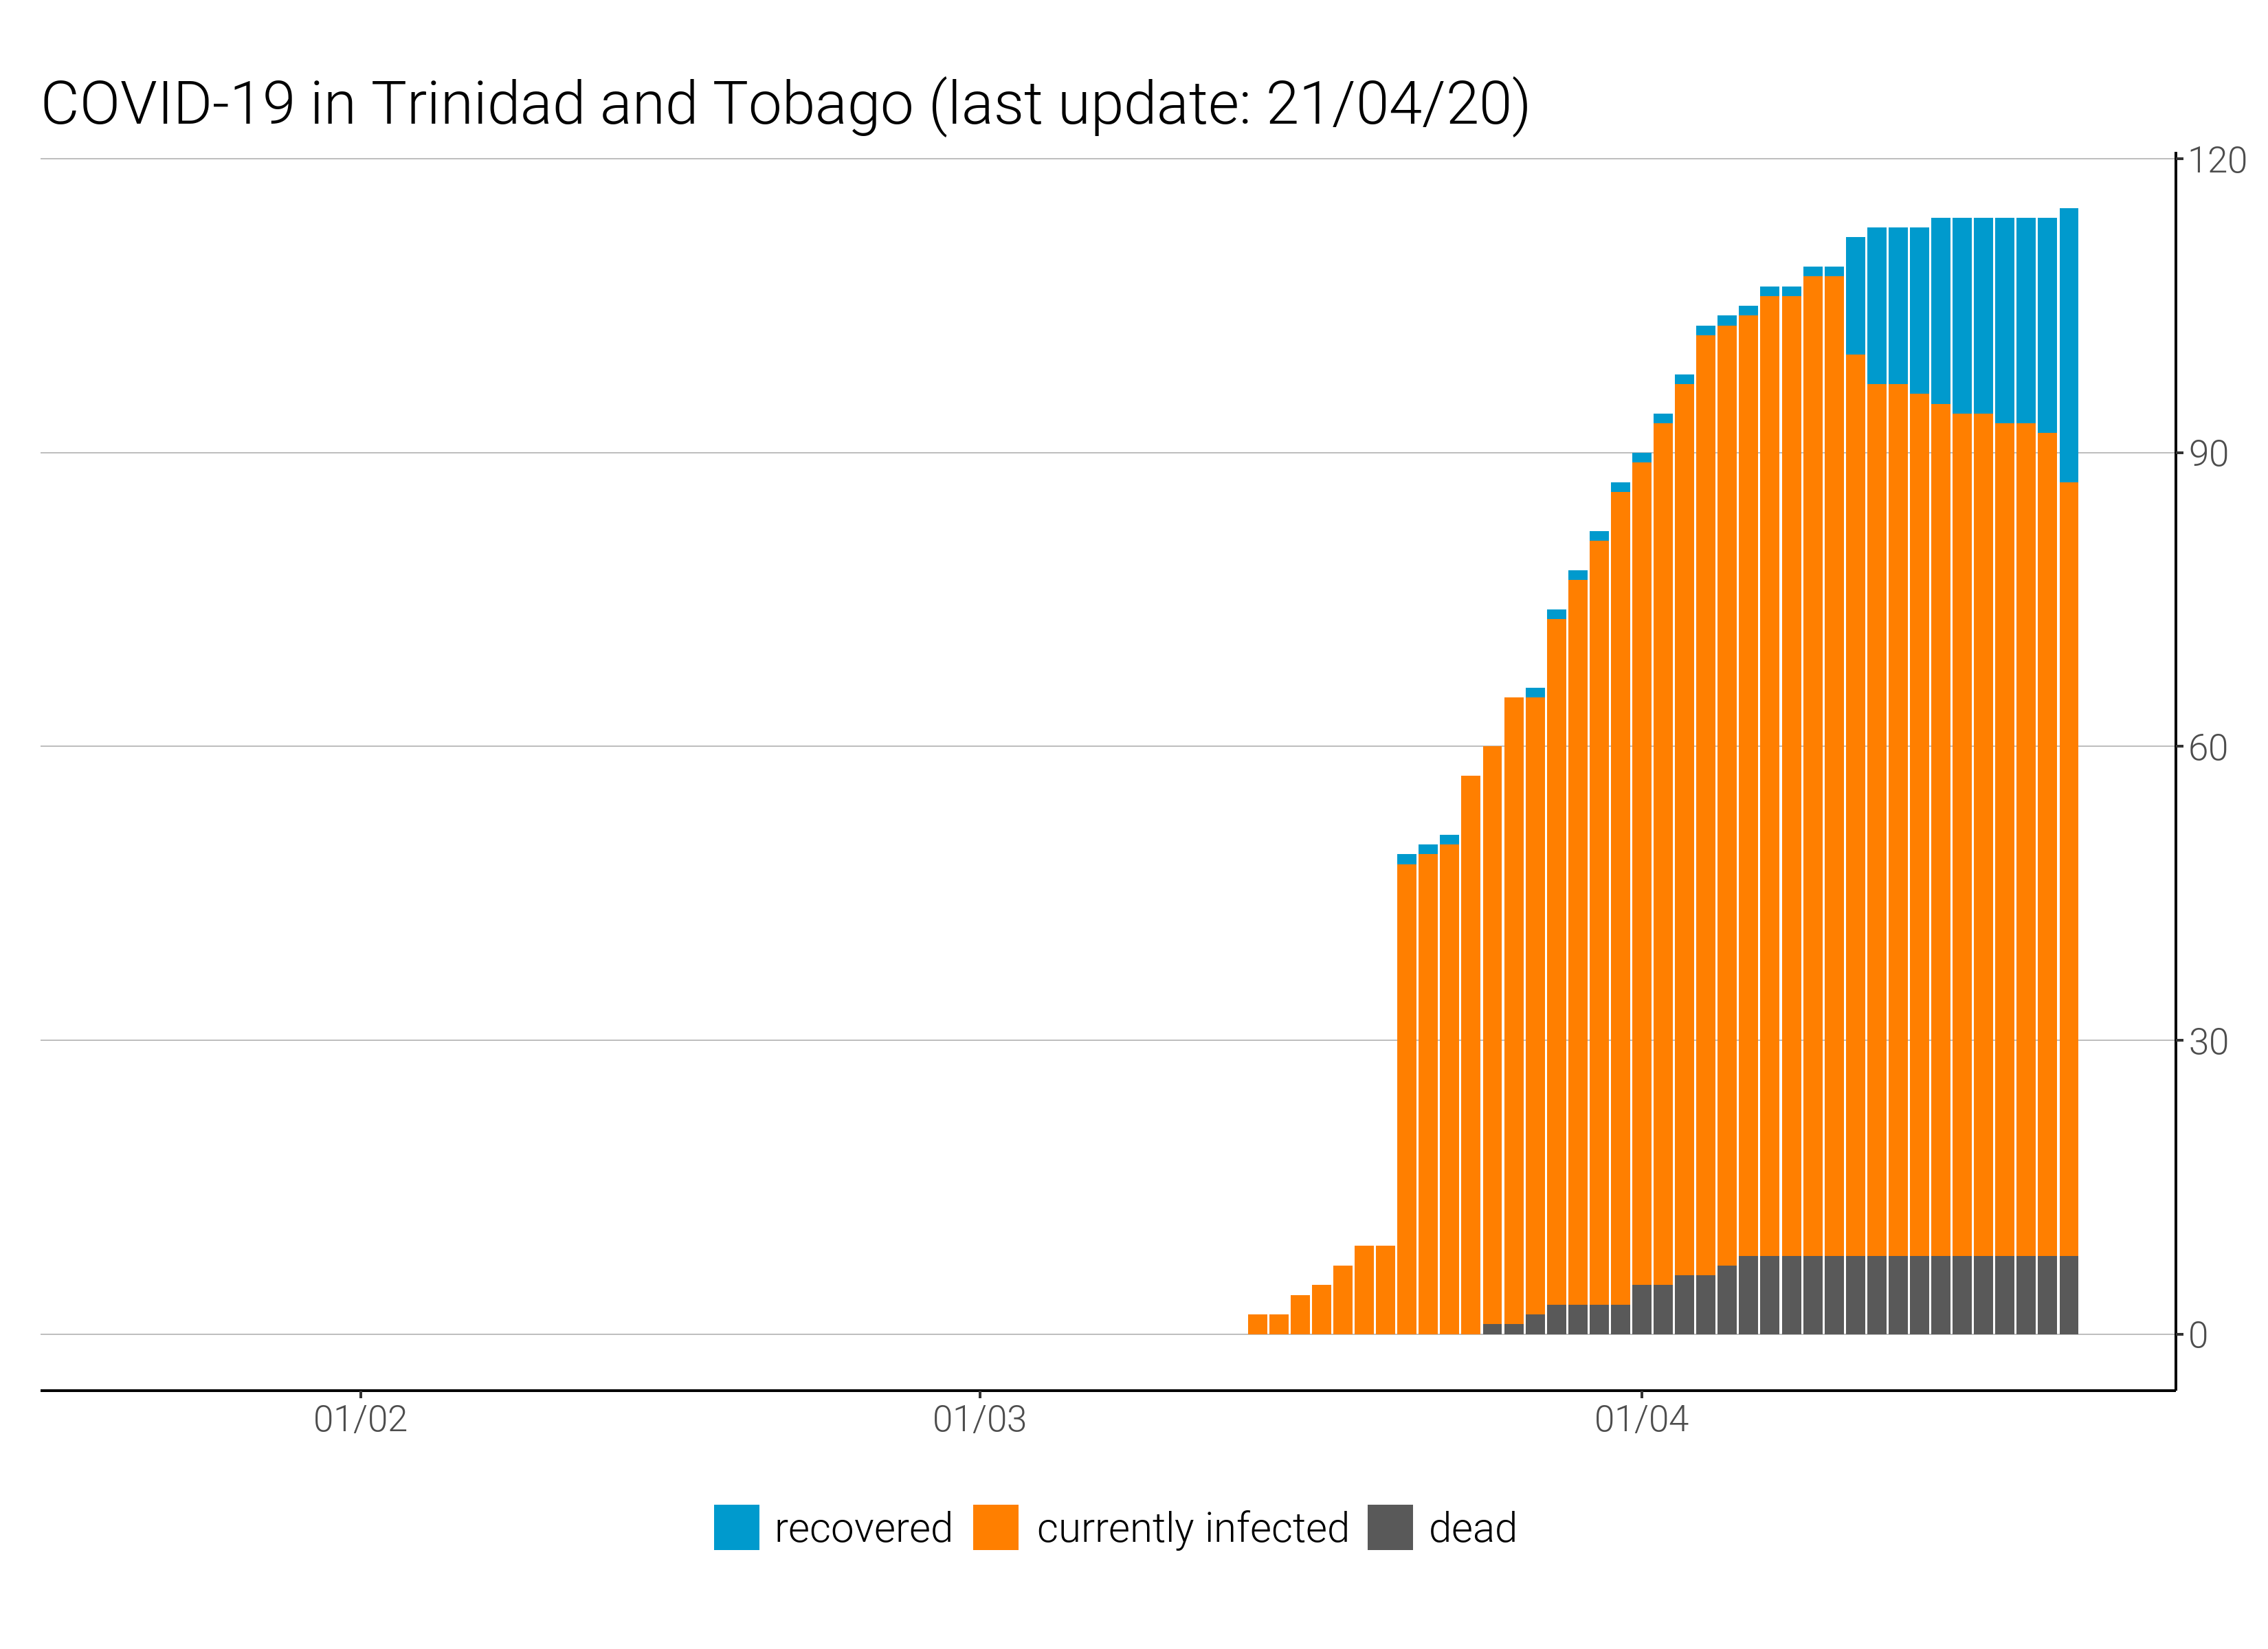 COVID-19 in Trinidad and Tobago (last update: 21/04/20)
120
90
60
30
0
01/02 01/03 01/04
recovered currently infected dead